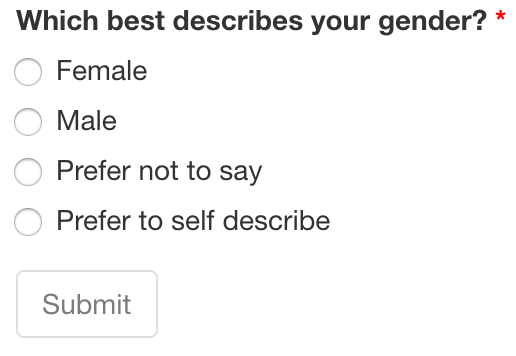 Which best describes your gender? *
Female
Male
Prefer not to say
Prefer to self describe
Submit